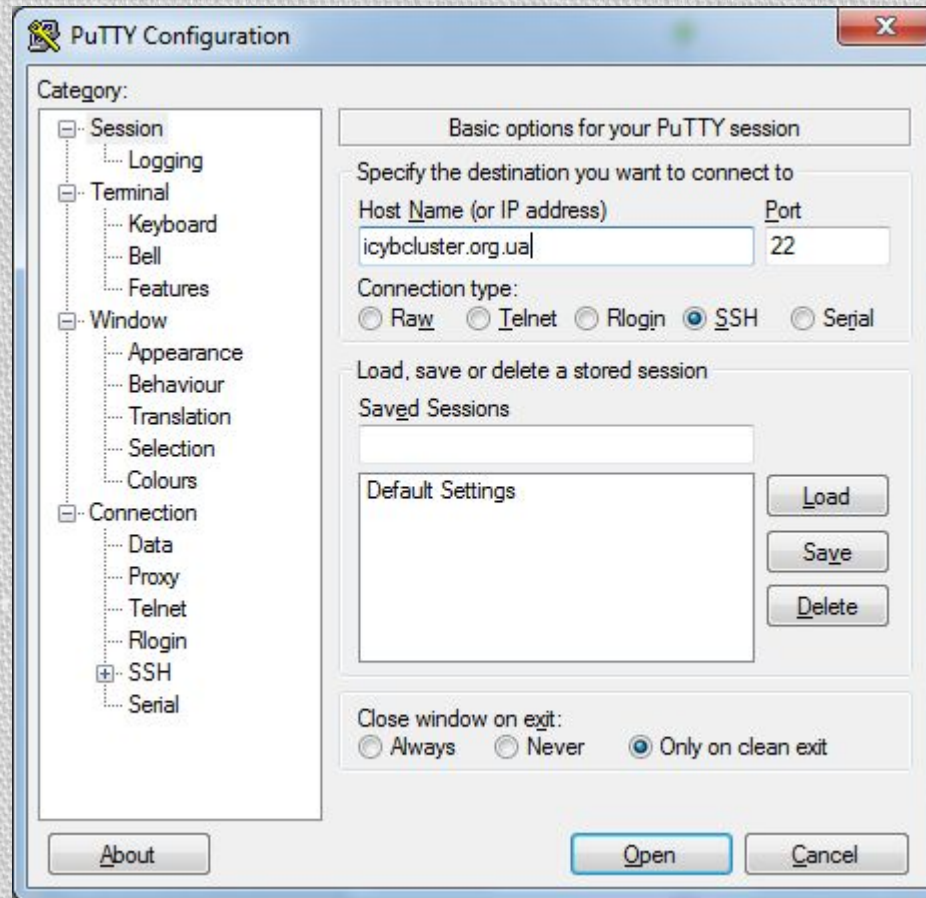 PuTTY Configuration
Category:
Session
Logging
Terminal
Keyboard
Bell
Features
Window
Appearance
Behaviour
Translation
Selection
Colours
Connection
Data
Proxy
Telnet
Rlogin
SSH
Serial
Basic options for your PuTTY session
Specify the destination you want to connect to
Host Name (or IP address) Port
icybcluster.org.ua 22
Connection type:
Raw Telnet Rlogin SSH Serial
Load, save or delete a stored session
Saved Sessions
Default Settings
Load
Save
Delete
Close window on exit:
Always Never Only on clean exit
About Open Cancel